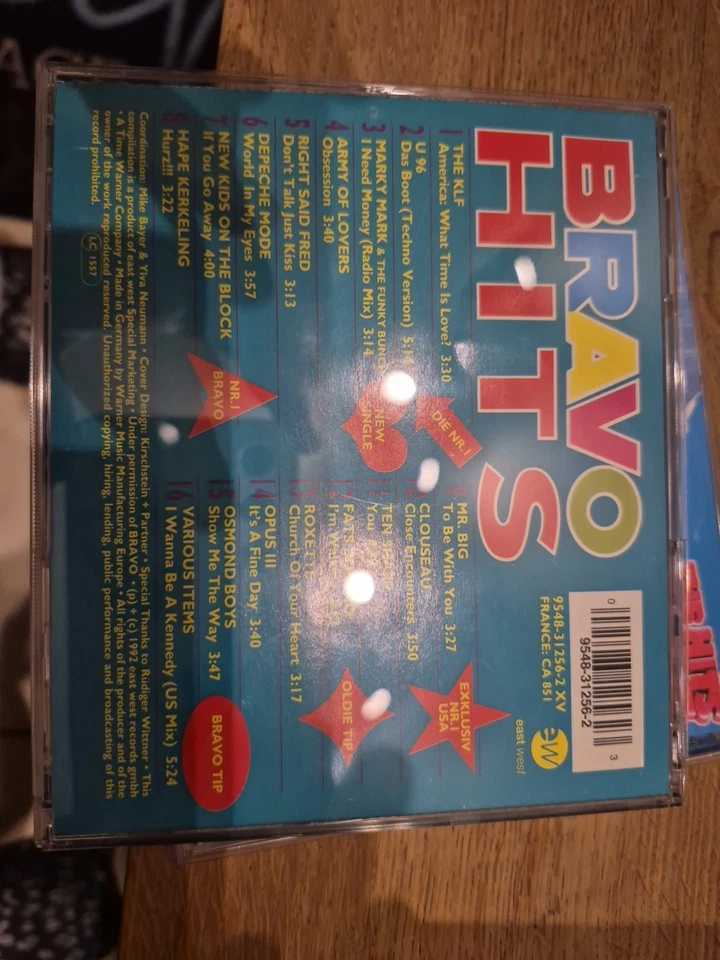 BRAVO
HITS
0
9548-31256-2
3
9548-31256-2 XV
FRANCE: CA 851
ew
east west
1 THE KLF
America: What Time Is Love? 3:30
2 U 96
Das Boot (Techno Version)
DIE NR.1
3 MARKY MARK & THE FUNKY
I Need Money (Radio Mix) 3:14
NEW
SINGLE
4 ARMY OF LOVERS
Obsession 3:40
5 RIGHT SAID FRED
Don't Talk Just Kiss 3:13
6 DEPECHE MODE
World In My Eyes 3:57
7 NEW KIDS ON THE BLOCK
If You Go Away 4:00
NR.1
BRAVO
8 HAPE KERKELING
Hurz!!! 3:22
MR. BIG
To Be With You 3:27
EXKLUSIV
NR.1
USA
CLOUSEAU
Close Encounters 3:50
11
You
12
I'm
OLDIE TIP
ROXETTE
Church Of Your Heart 3:17
14 OPUS III
It's A Fine Day 3:40
15 OSMOND BOYS
Show Me The Way 3:47
16 VARIOUS ITEMS
I Wanna Be A Kennedy (US Mix) 5:24
BRAVO TIP
Coordination: Mike Bayer & Ylva Neumann • Cover Design: Kirschstein + Partner • Special Thanks to Rüdiger Wittner • This
compilation is a product of east west Special Marketing • Under permission of BRAVO • (p) + (c) 1992 east west records gmbh
• A Time Warner Company • Made in Germany by Warner Music Manufacturing Europe • All rights of the producer and of the
owner of the work reproduced reserved. Unauthorized copying, hiring, lending, public performance and broadcasting of this
record prohibited.
LC 1557